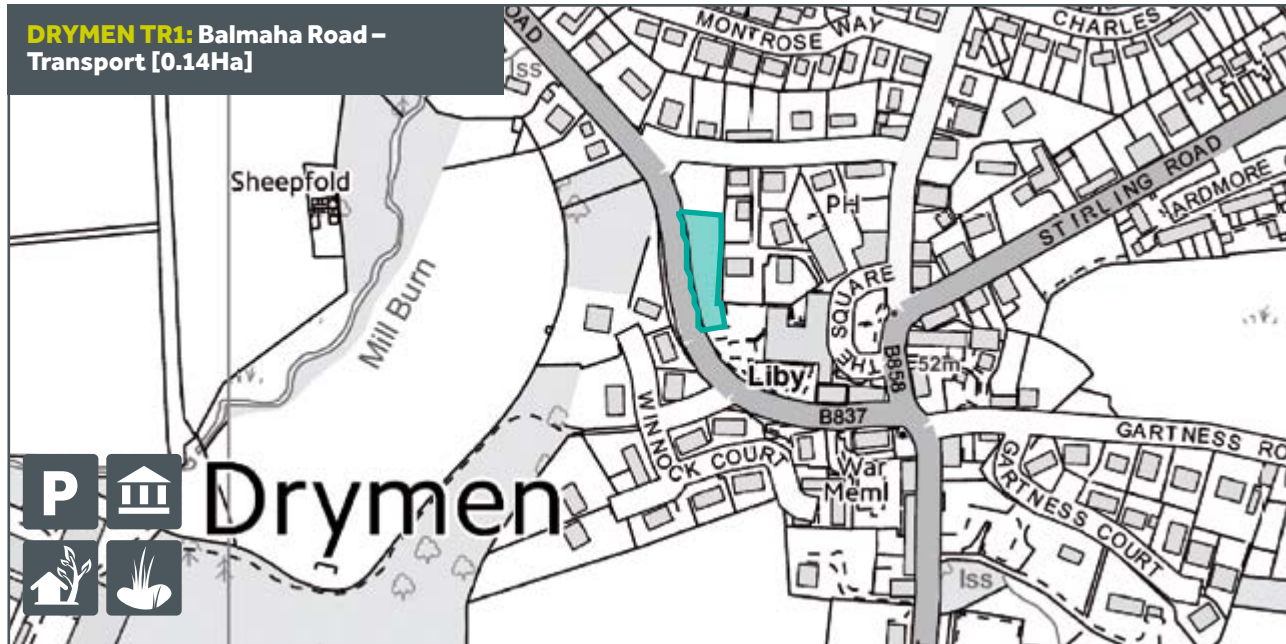 DRYMEN TR1: Balmaha Road –
Transport [0.14Ha]
ROAD
MONTROSE WAY
CHARLES
Iss
Sheepfold
PH
STIRLING ROAD
ARDMORE
Mill Burn
THE SQUARE
B858
52m
Liby
WINNOCK COURT
B837
GARTNESS RO
War
Meml
GARTNESS COURT
P
Drymen
Iss